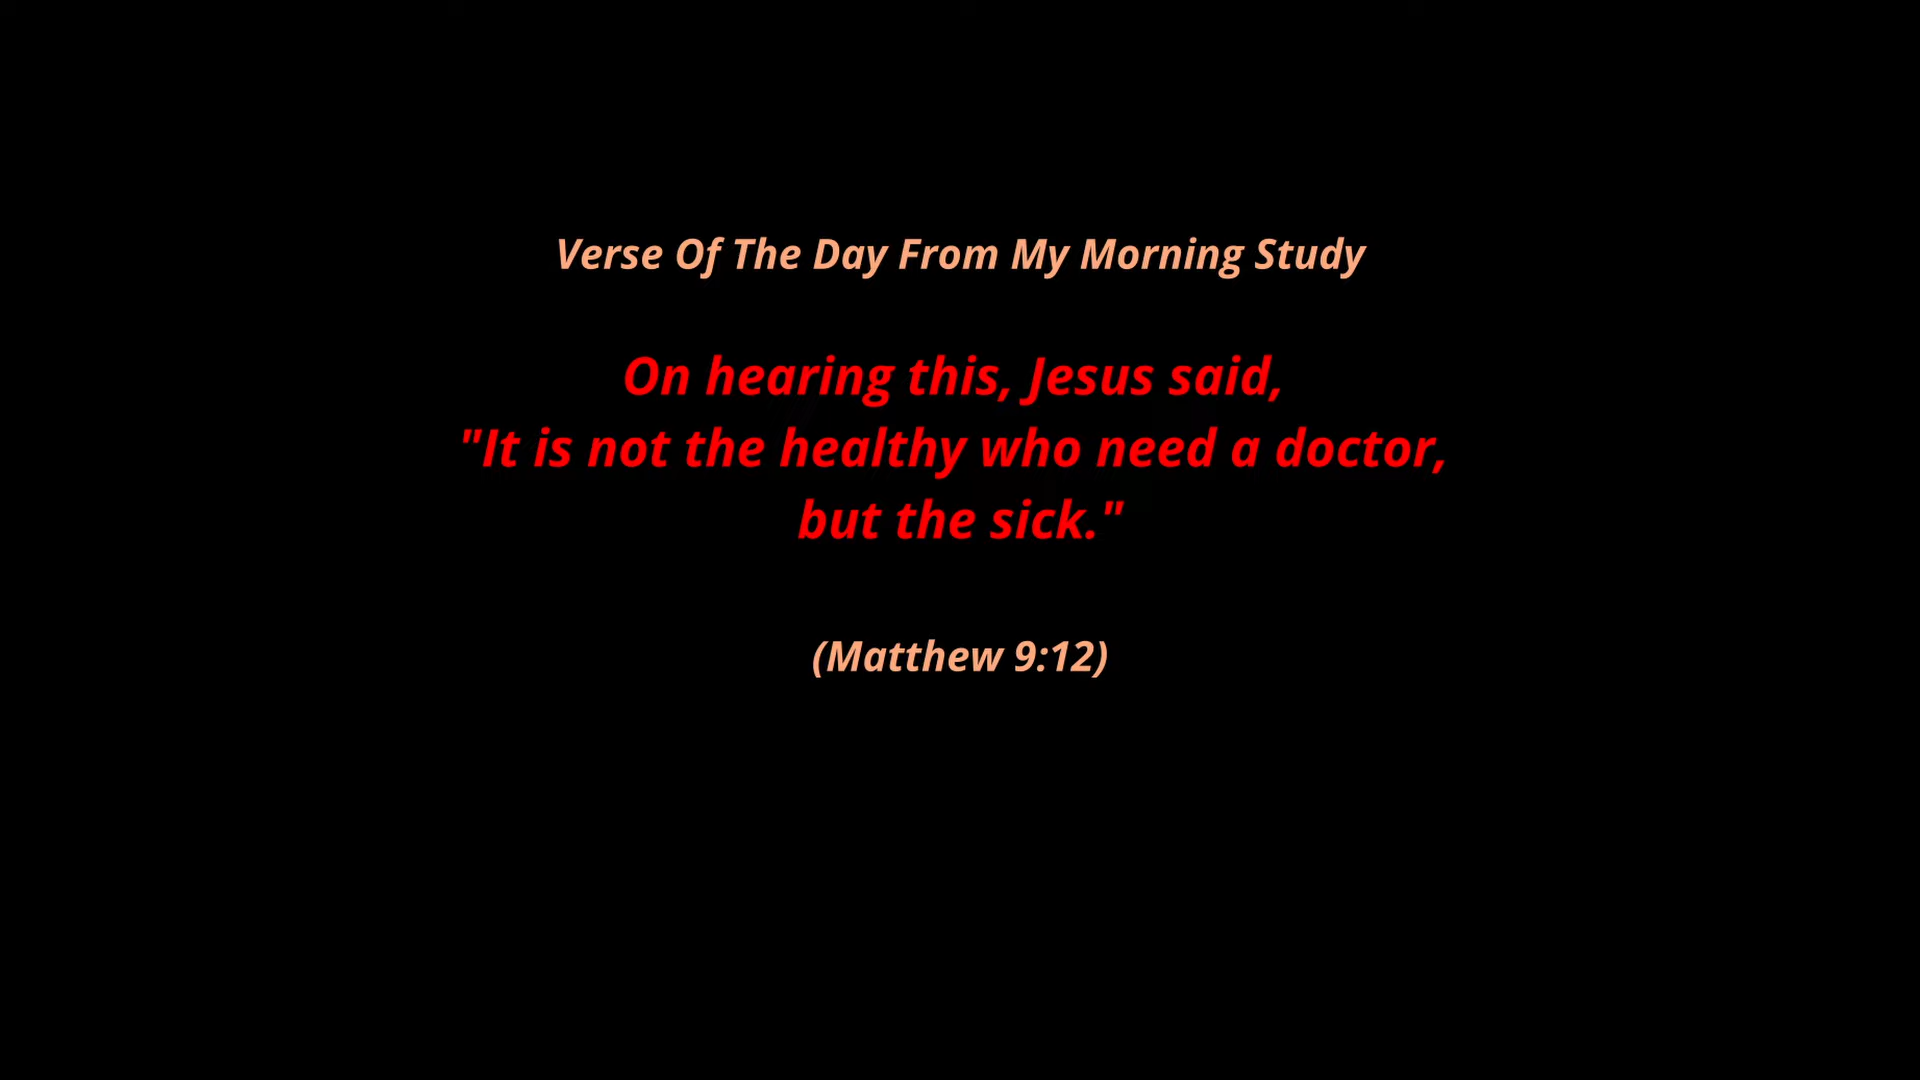 Verse Of The Day From My Morning Study
On hearing this, Jesus said,
"It is not the healthy who need a doctor,
but the sick."
(Matthew 9:12)